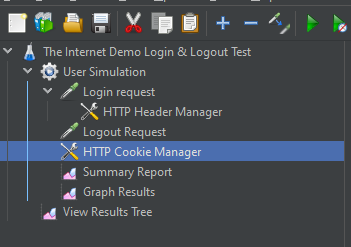 The Internet Demo Login & Logout Test
User Simulation
Login request
HTTP Header Manager
Logout Request
HTTP Cookie Manager
Summary Report
Graph Results
View Results Tree